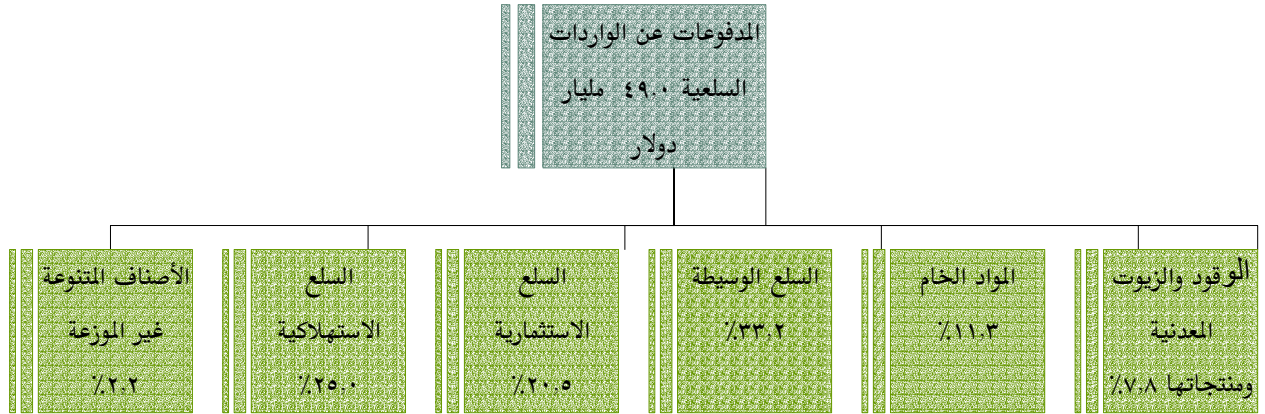 المدفوعات عن الواردات
السلعية ٤٩.٠ مليار
دولار
الوقود والزيوت
المعدنية
ومنتجاتها ٧.٨٪
المواد الخام
١١.٣٪
السلع الوسيطة
٣٣.٢٪
السلع
الاستثمارية
٢٠.٥٪
السلع
الاستهلاكية
٢٥.٠٪
الأصناف المتنوعة
غير الموزعة
٢.٢٪